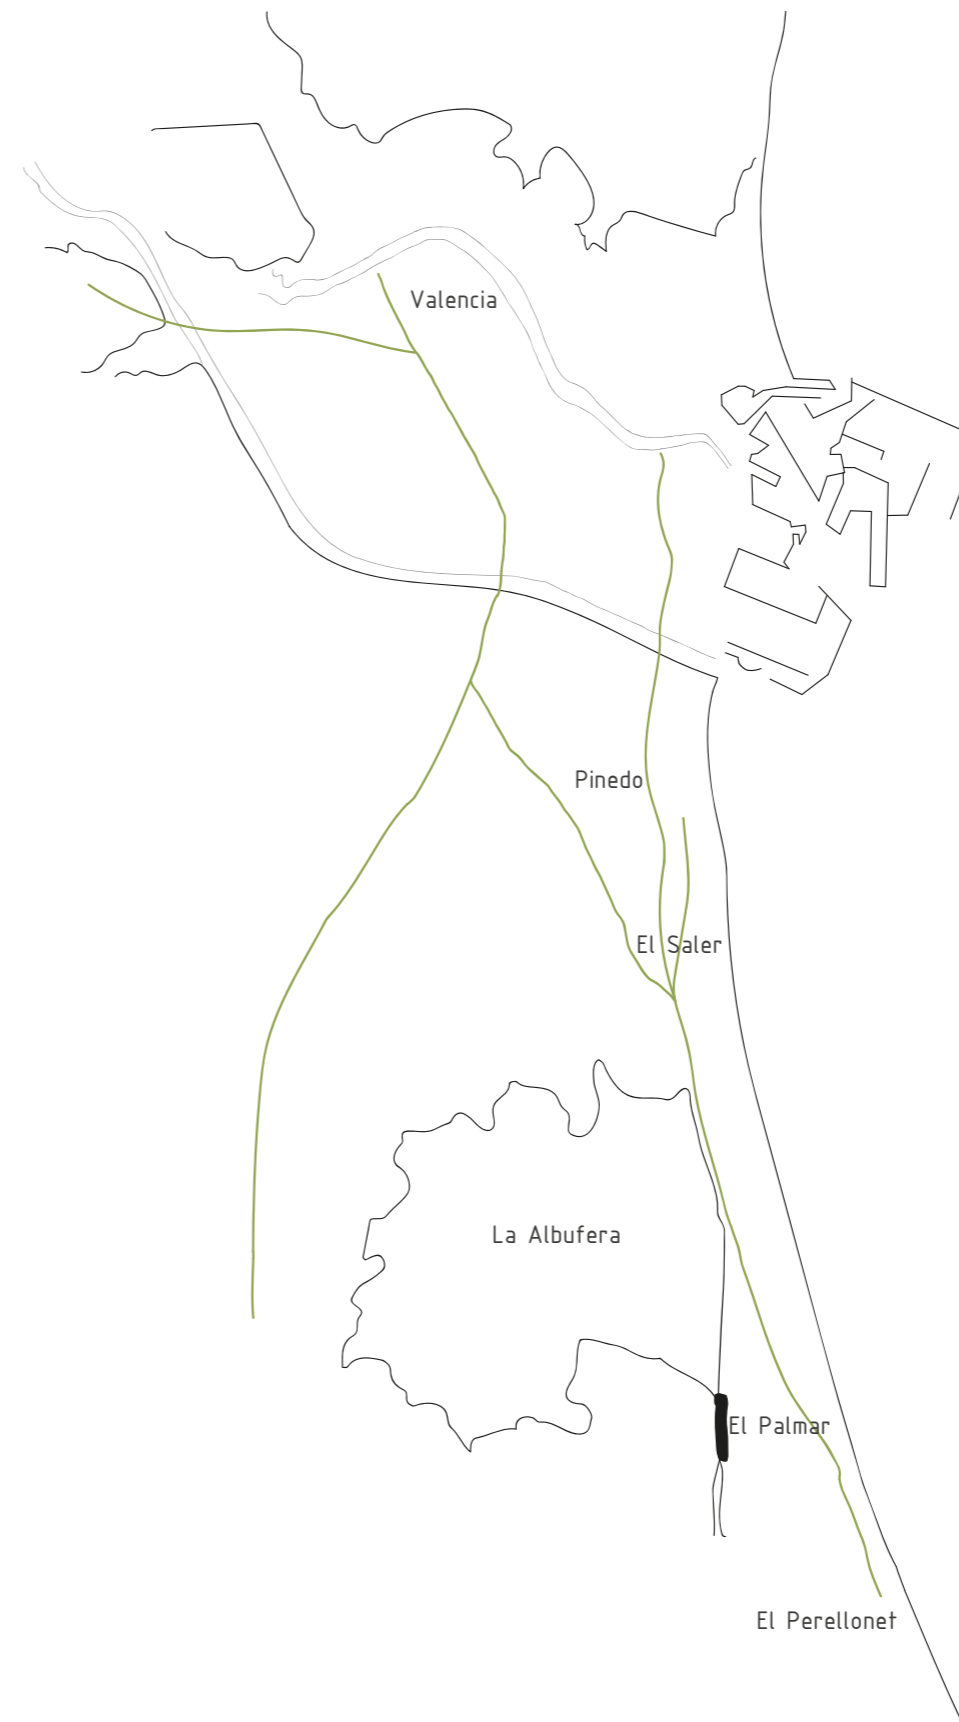 Valencia
Pinedo
El Saler
La Albufera
El Palmar
El Perellonet